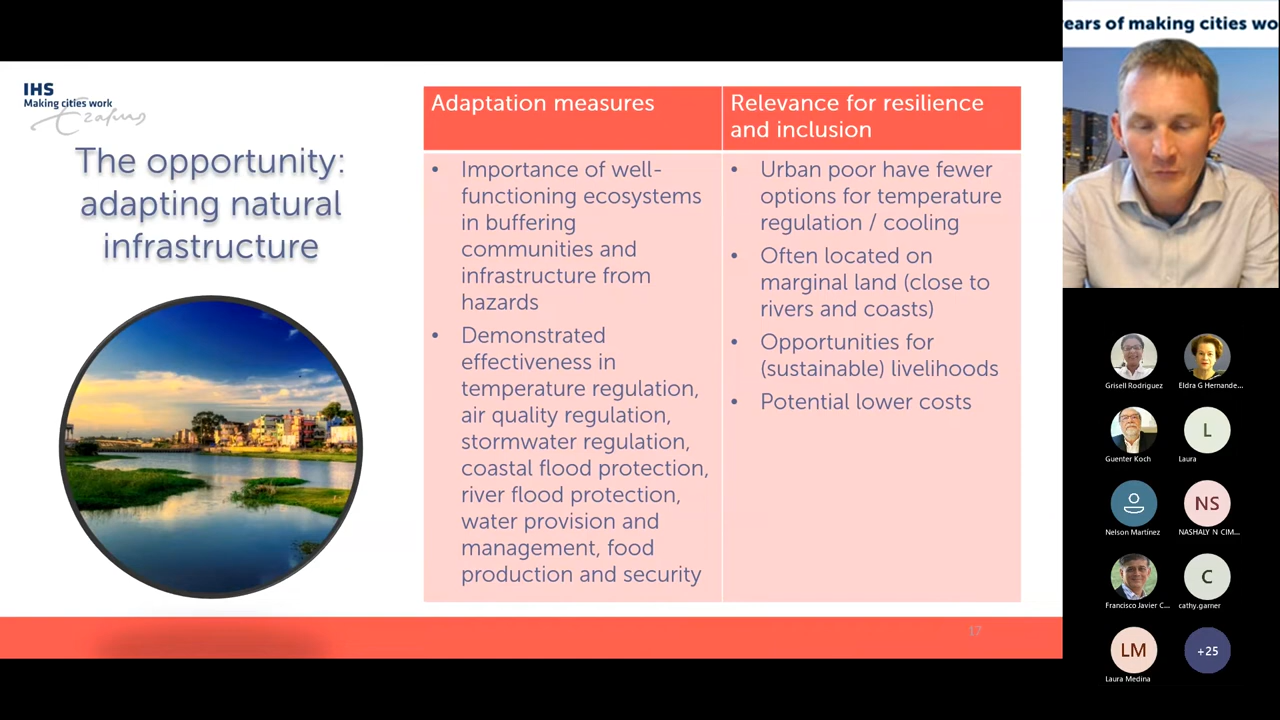 IHS
Making cities work
Erasmus
The opportunity:
adapting natural
infrastructure
Adaptation measures
Relevance for resilience
and inclusion
• Importance of well-
functioning ecosystems
in buffering
communities and
infrastructure from
hazards
• Demonstrated
effectiveness in
temperature regulation,
air quality regulation,
stormwater regulation,
coastal flood protection,
river flood protection,
water provision and
management, food
production and security
• Urban poor have fewer
options for temperature
regulation / cooling
• Often located on
marginal land (close to
rivers and coasts)
• Opportunities for
(sustainable) livelihoods
• Potential lower costs
17
ears of making cities wo
Grisell Rodriguez
Eldra G Hernande...
Guenter Koch
L
Laura
Nelson Martínez
NS
NASHALY N CIM...
Francisco Javier C...
C
cathy.garner
LM
Laura Medina
+25